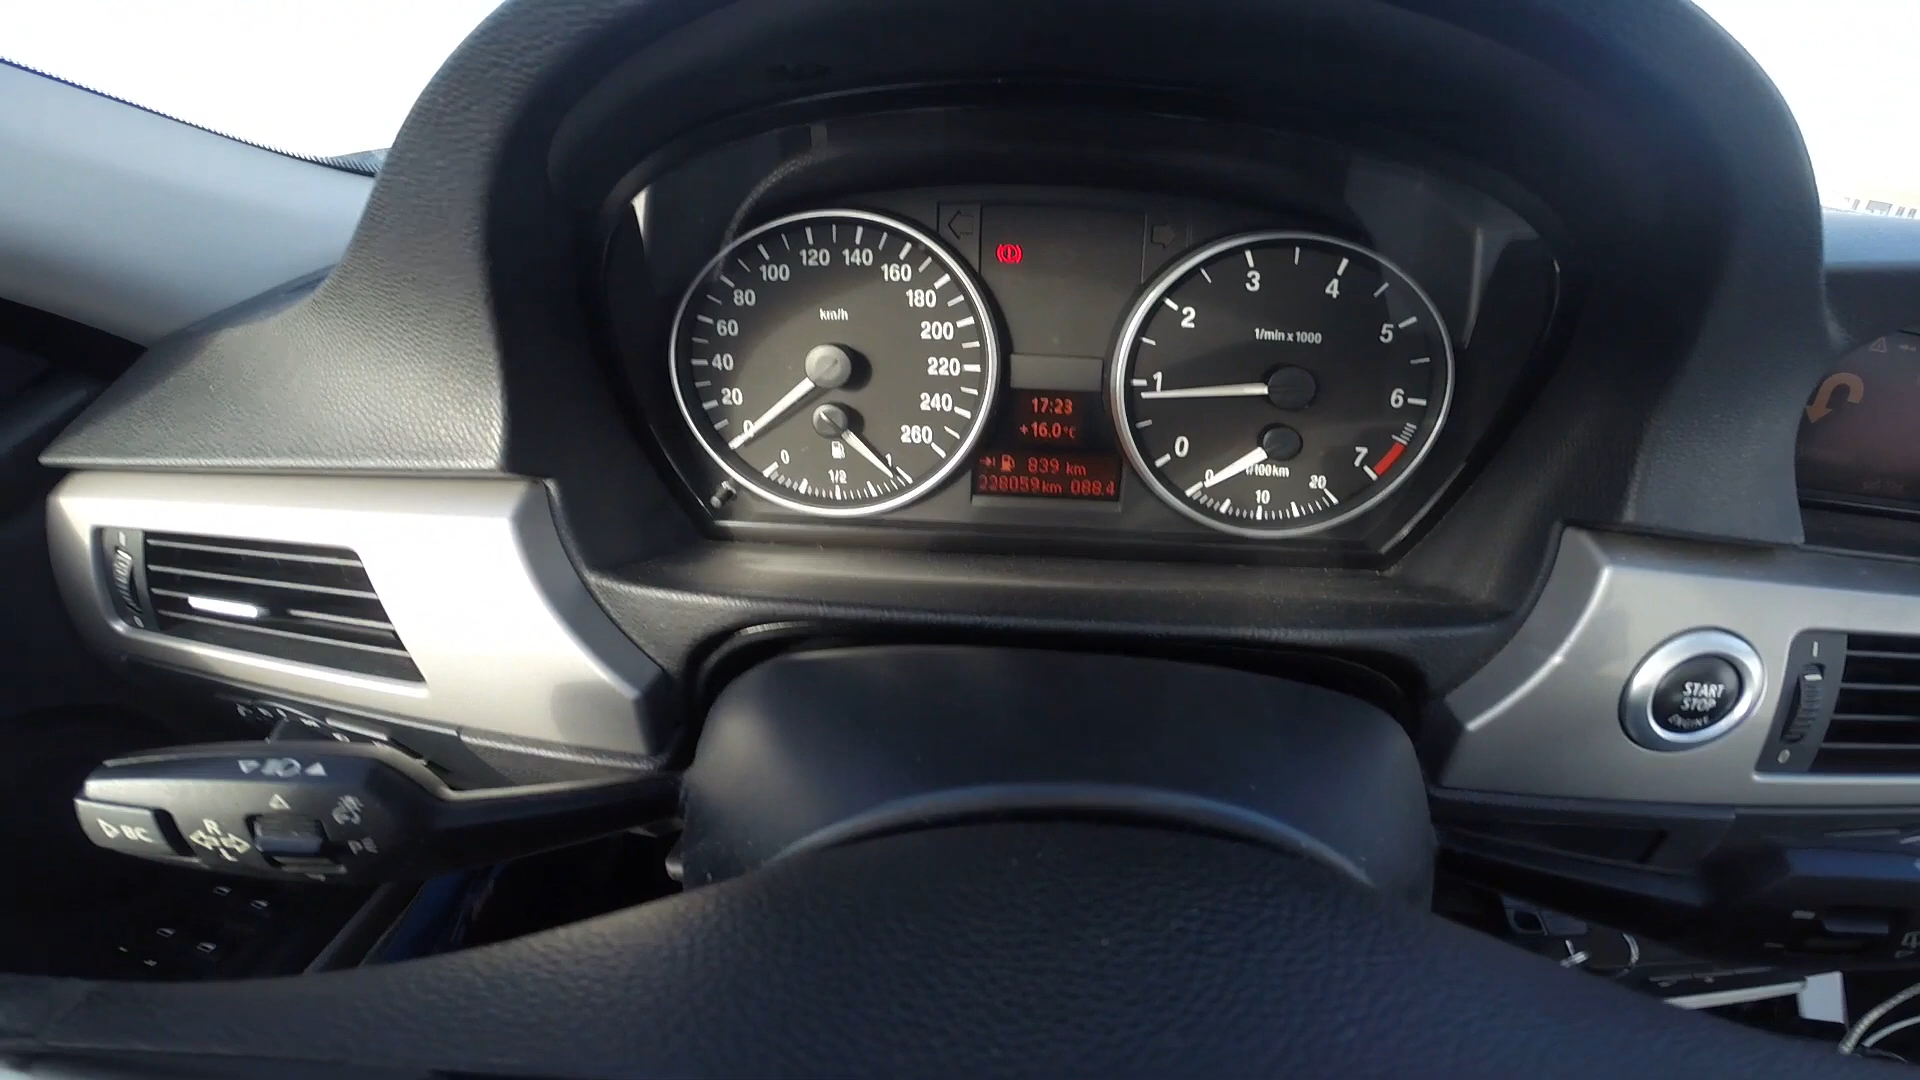 0
20
40
60
80
100
120
140
160
180
200
220
240
260
km/h
0
1/2
1
17:23
+16.0°C
839 km
228059km 088.4
0
1
2
3
4
5
6
7
1/min x 1000
0
10
20
l/100km
START
STOP
ENGINE
BC
R
L